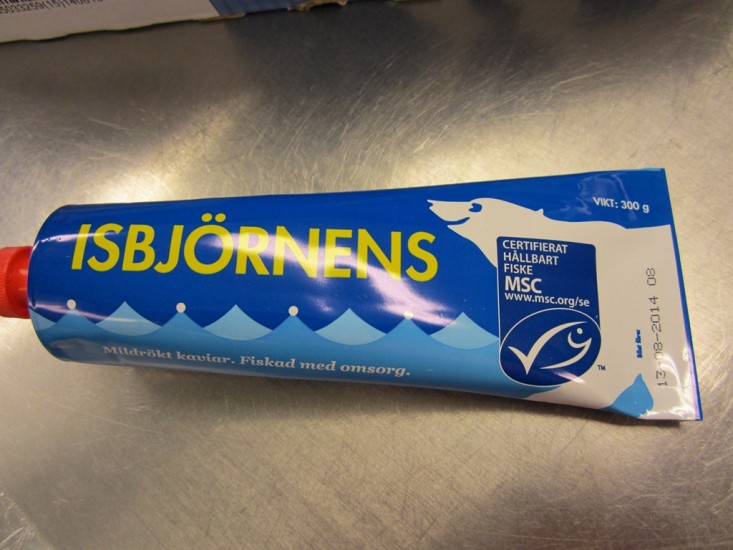 ISBJÖRNENS
Mildrökt kaviar. Fiskad med omsorg.
VIKT: 300 g
CERTIFIERAT
HÅLLBART
FISKE
MSC
www.msc.org/se
TM
13-08-2014 08